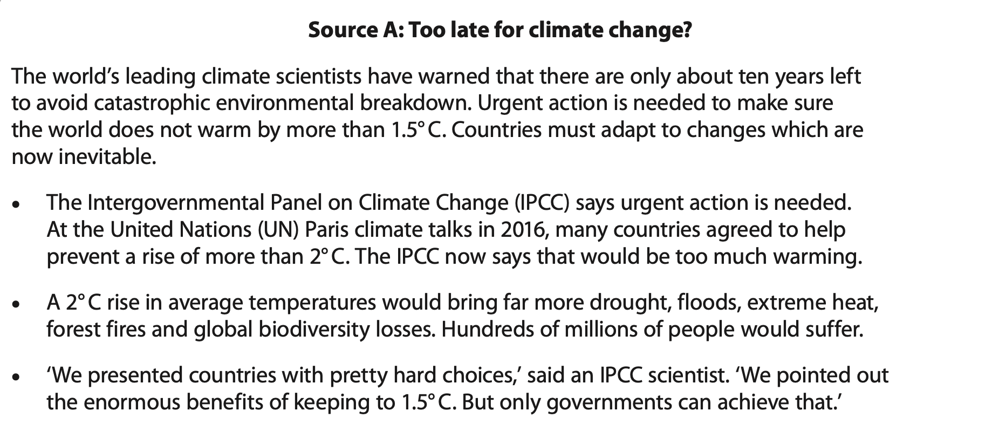 Source A: Too late for climate change?
The world’s leading climate scientists have warned that there are only about ten years left
to avoid catastrophic environmental breakdown. Urgent action is needed to make sure
the world does not warm by more than 1.5° C. Countries must adapt to changes which are
now inevitable.
• The Intergovernmental Panel on Climate Change (IPCC) says urgent action is needed.
At the United Nations (UN) Paris climate talks in 2016, many countries agreed to help
prevent a rise of more than 2° C. The IPCC now says that would be too much warming.
• A 2° C rise in average temperatures would bring far more drought, floods, extreme heat,
forest fires and global biodiversity losses. Hundreds of millions of people would suffer.
• ‘We presented countries with pretty hard choices,’ said an IPCC scientist. ‘We pointed out
the enormous benefits of keeping to 1.5° C. But only governments can achieve that.’